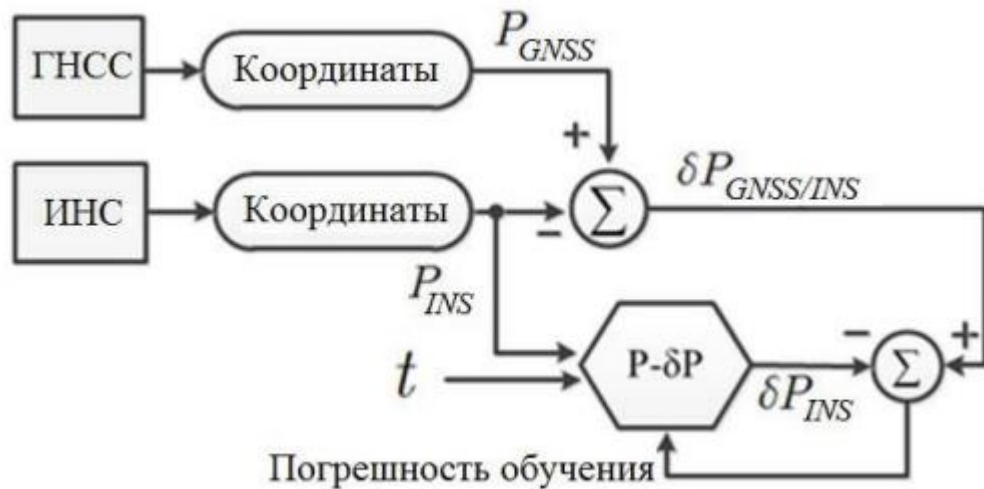 ГНСС
Координаты
P_GNSS
+
ИНС
Координаты
-
Σ
δP_GNSS/INS
P_INS
t
P-δP
-
+
Σ
δP_INS
Погрешность обучения